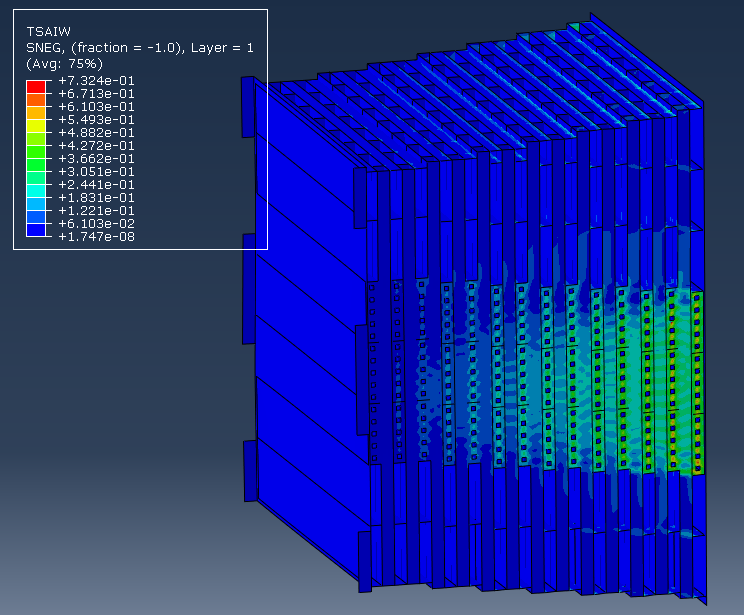 TSAIW
SNEG, (fraction = -1.0), Layer = 1
(Avg: 75%)
+7.324e-01
+6.713e-01
+6.103e-01
+5.493e-01
+4.882e-01
+4.272e-01
+3.662e-01
+3.051e-01
+2.441e-01
+1.831e-01
+1.221e-01
+6.103e-02
+1.747e-08